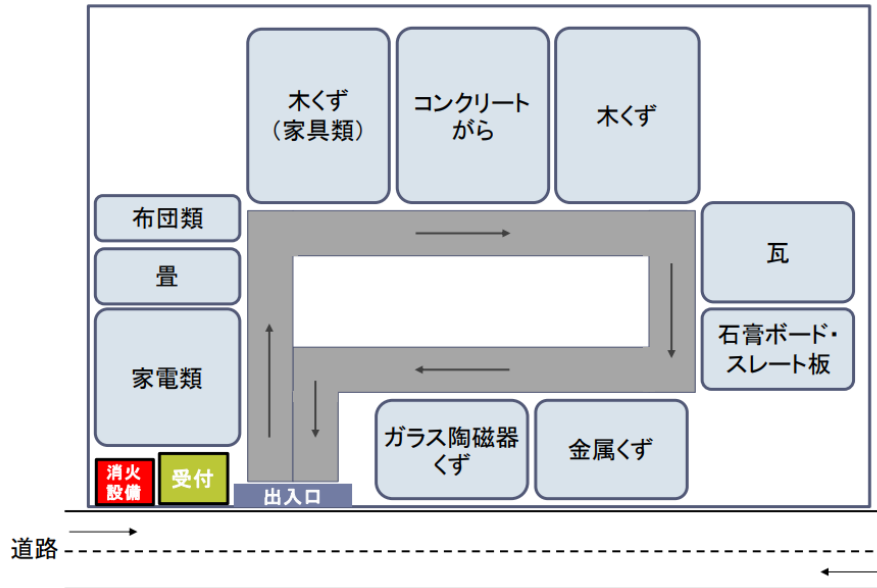 木くず
（家具類）
コンクリート
がら
木くず
布団類
畳
家電類
瓦
石膏ボード・
スレート板
ガラス陶磁器
くず
金属くず
消火
設備
受付
出入口
道路